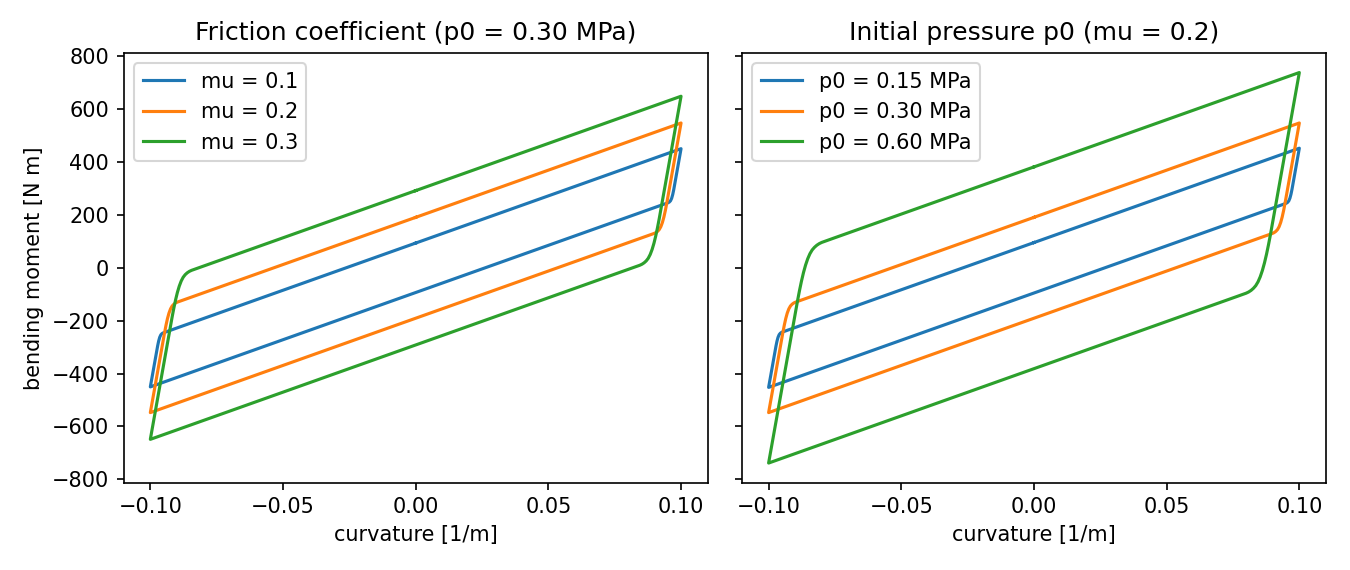 Friction coefficient (p0 = 0.30 MPa)
mu = 0.1
mu = 0.2
mu = 0.3
bending moment [N m]
800
600
400
200
0
−200
−400
−600
−800
−0.10
−0.05
0.00
0.05
0.10
curvature [1/m]
Initial pressure p0 (mu = 0.2)
p0 = 0.15 MPa
p0 = 0.30 MPa
p0 = 0.60 MPa
−0.10
−0.05
0.00
0.05
0.10
curvature [1/m]